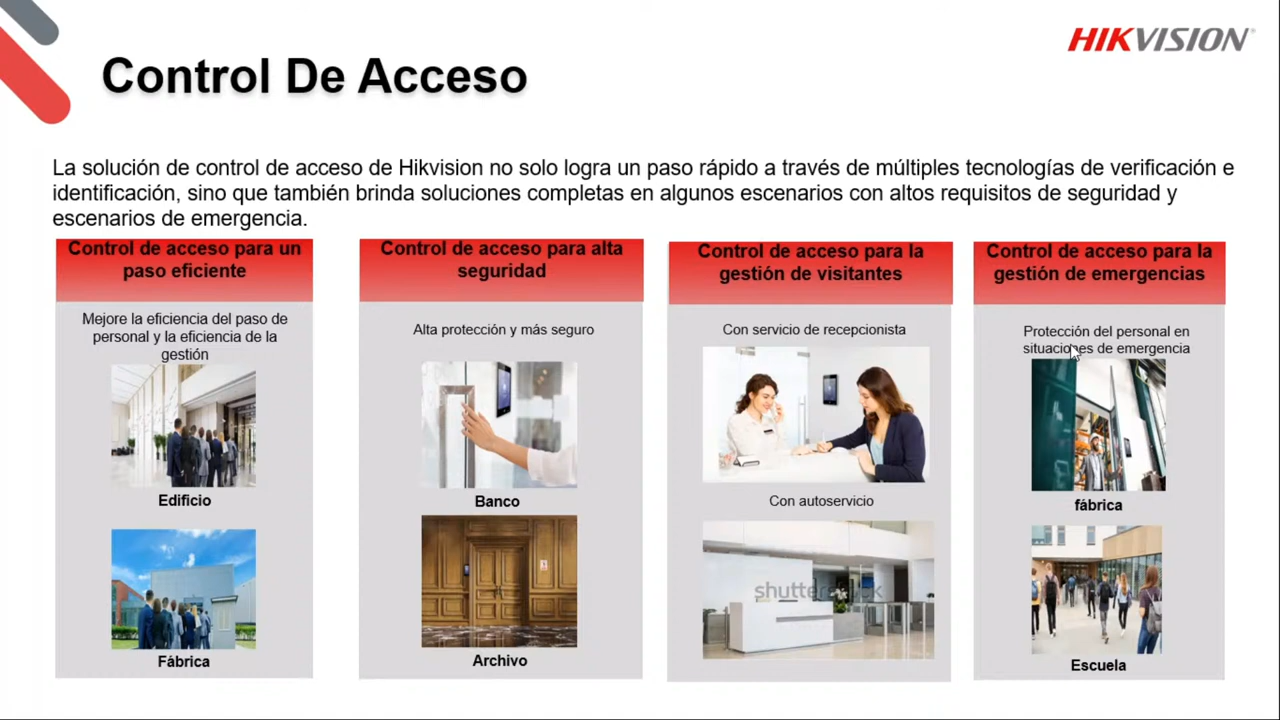 HIKVISION
Control De Acceso
La solución de control de acceso de Hikvision no solo logra un paso rápido a través de múltiples tecnologías de verificación e
identificación, sino que también brinda soluciones completas en algunos escenarios con altos requisitos de seguridad y
escenarios de emergencia.
Control de acceso para un
paso eficiente
Mejore la eficiencia del paso de
personal y la eficiencia de la
gestión
Edificio
Fábrica
Control de acceso para alta
seguridad
Alta protección y más seguro
Banco
Archivo
Control de acceso para la
gestión de visitantes
Con servicio de recepcionista
Con autoservicio
shutterstock
Control de acceso para la
gestión de emergencias
Protección del personal en
situaciones de emergencia
fábrica
Escuela